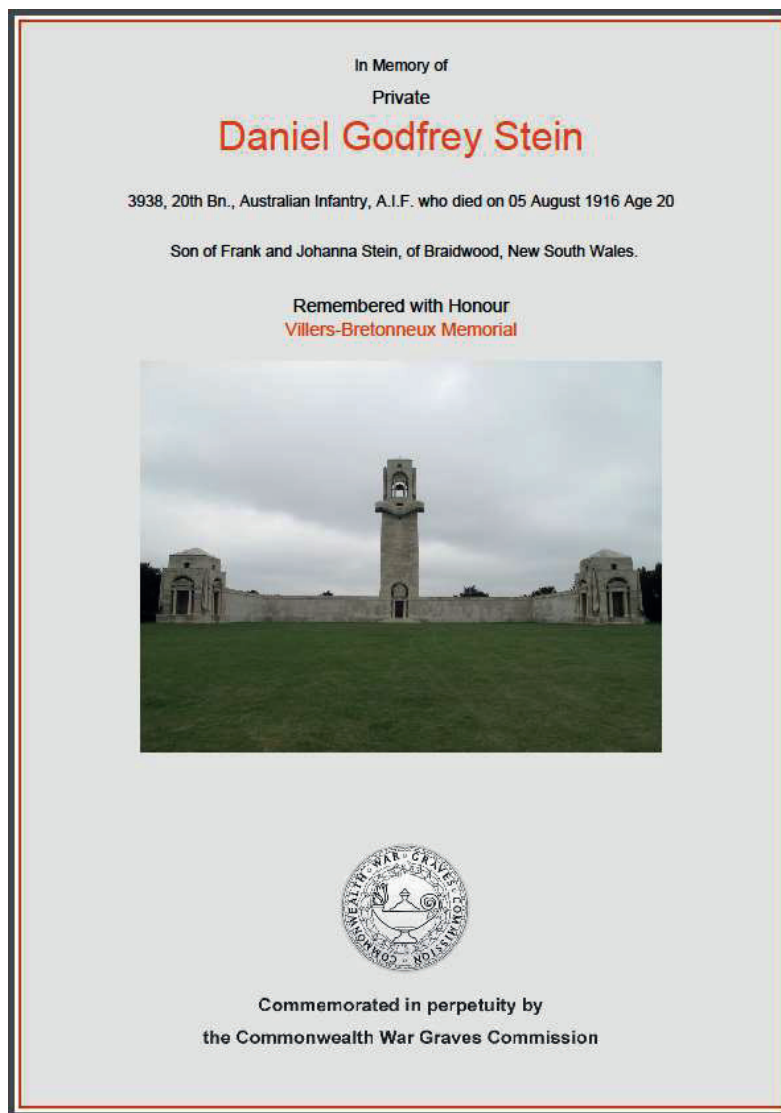 In Memory of
Private
Daniel Godfrey Stein
3938, 20th Bn., Australian Infantry, A.I.F. who died on 05 August 1916 Age 20
Son of Frank and Johanna Stein, of Braidwood, New South Wales.
Remembered with Honour
Villers-Bretonneux Memorial
COMMONWEALTH · WAR · GRAVES · COMMISSION
Commemorated in perpetuity by
the Commonwealth War Graves Commission